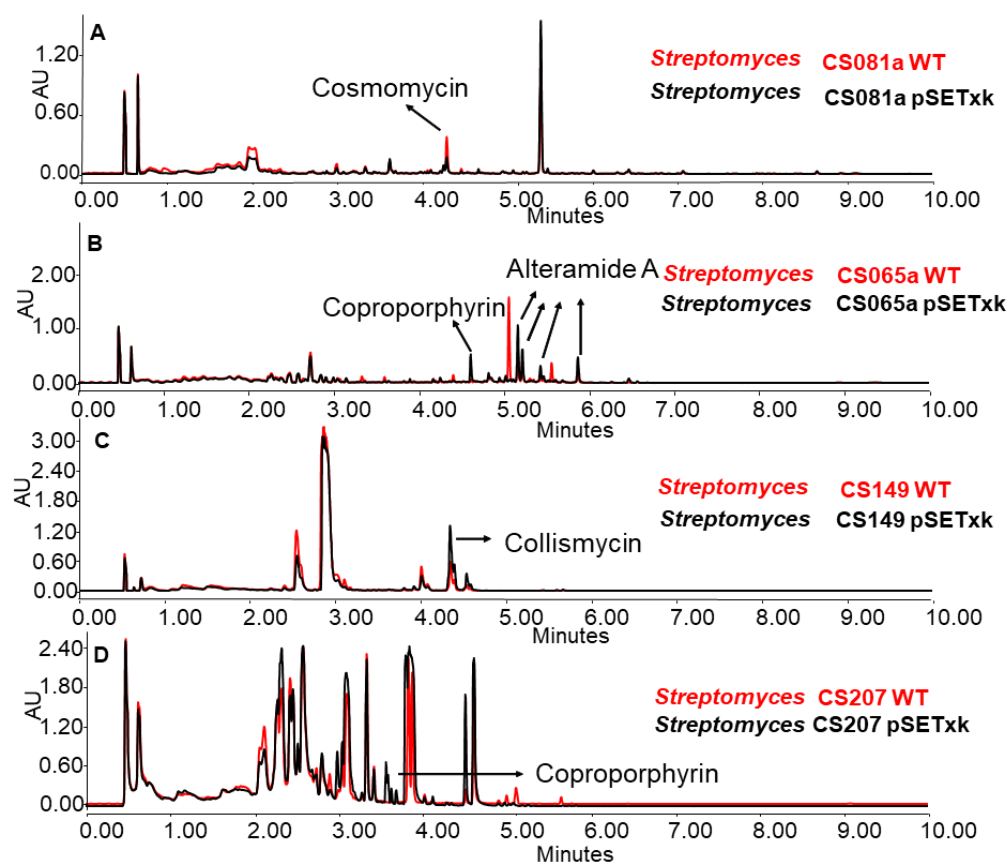 A
AU
1.20
0.60
0.00
Cosmomycin
Streptomyces CS081a WT
Streptomyces CS081a pSETxk
0.00 1.00 2.00 3.00 4.00 5.00 6.00 7.00 8.00 9.00 10.00
Minutes
B
AU
2.00
1.00
0.00
Coproporphyrin
Alteramide A
Streptomyces CS065a WT
Streptomyces CS065a pSETxk
0.00 1.00 2.00 3.00 4.00 5.00 6.00 7.00 8.00 9.00 10.00
Minutes
C
AU
3.00
2.40
1.80
1.20
0.60
0.00
Collismycin
Streptomyces CS149 WT
Streptomyces CS149 pSETxk
0.00 1.00 2.00 3.00 4.00 5.00 6.00 7.00 8.00 9.00 10.00
Minutes
D
AU
2.40
1.80
1.20
0.60
0.00
Coproporphyrin
Streptomyces CS207 WT
Streptomyces CS207 pSETxk
0.00 1.00 2.00 3.00 4.00 5.00 6.00 7.00 8.00 9.00 10.00
Minutes